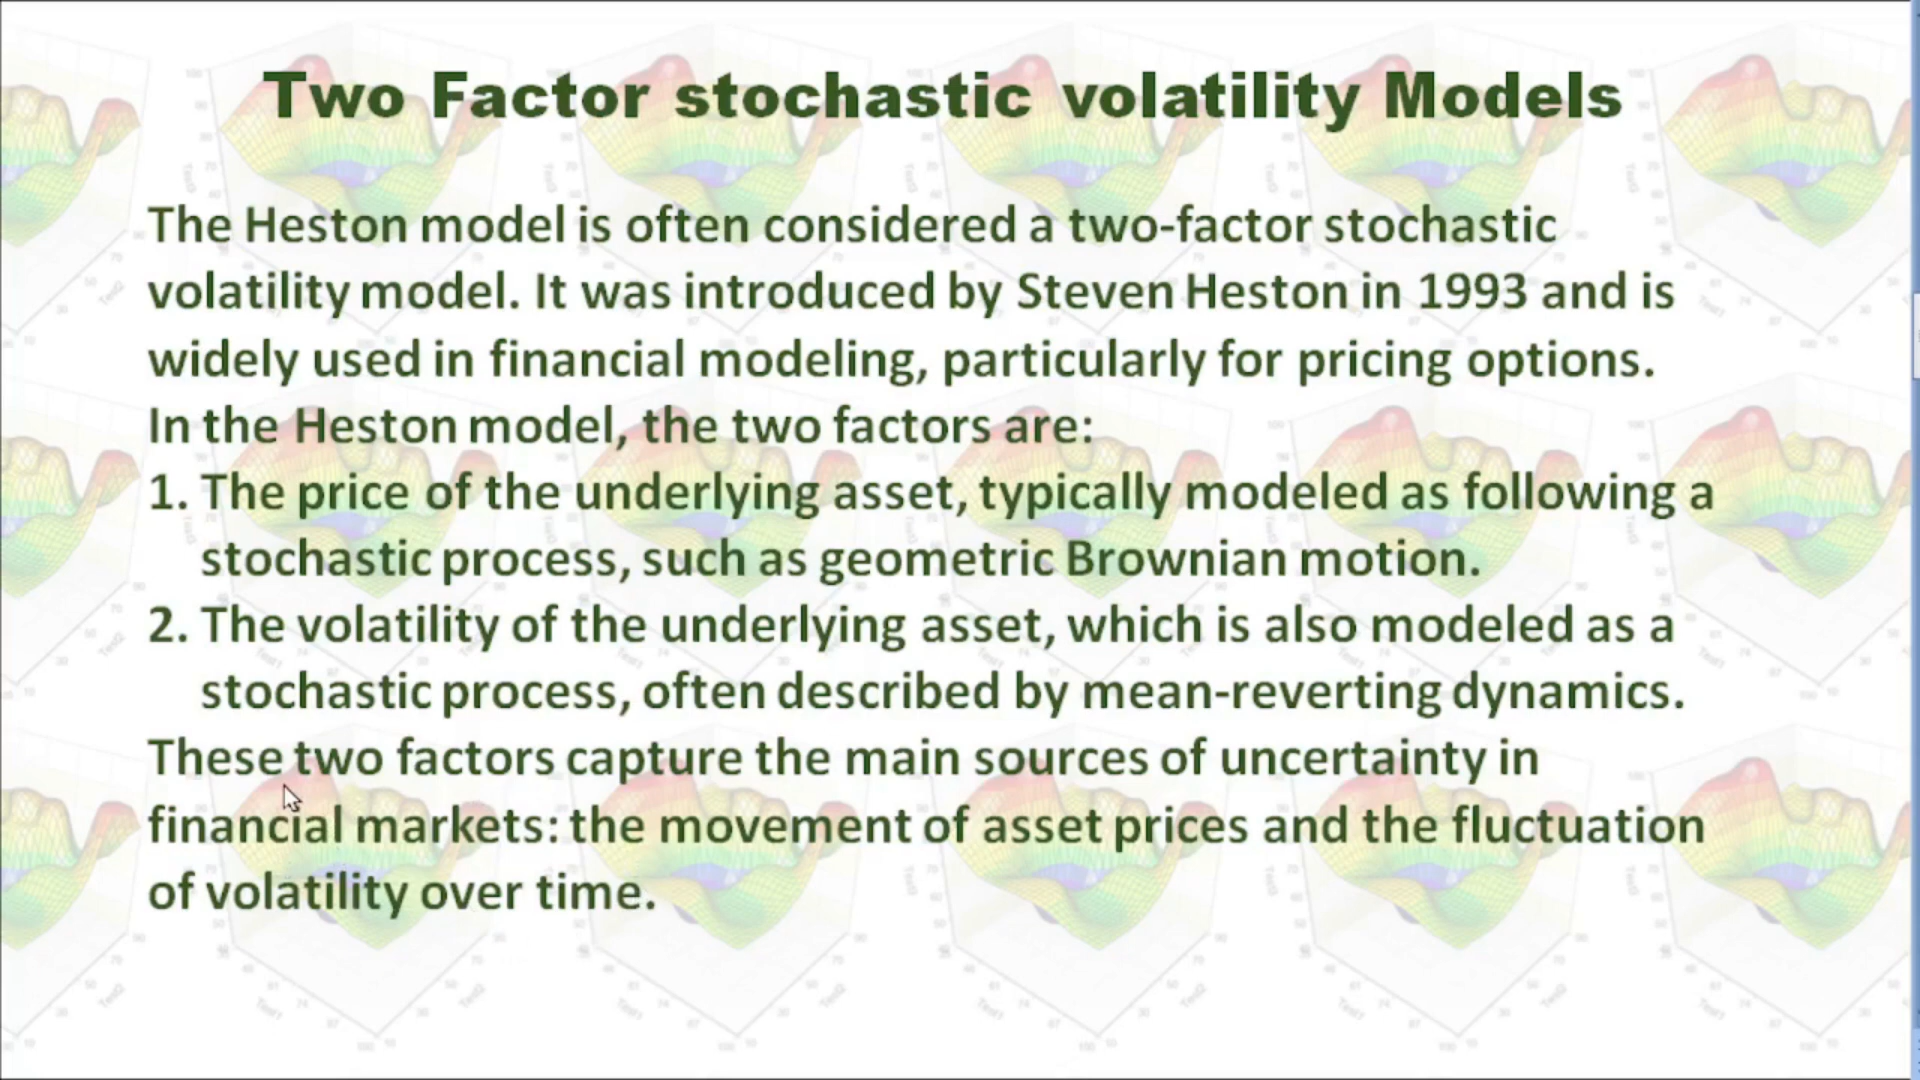 Two Factor stochastic volatility Models
The Heston model is often considered a two-factor stochastic
volatility model. It was introduced by Steven Heston in 1993 and is
widely used in financial modeling, particularly for pricing options.
In the Heston model, the two factors are:
1. The price of the underlying asset, typically modeled as following a
stochastic process, such as geometric Brownian motion.
2. The volatility of the underlying asset, which is also modeled as a
stochastic process, often described by mean-reverting dynamics.
These two factors capture the main sources of uncertainty in
financial markets: the movement of asset prices and the fluctuation
of volatility over time.